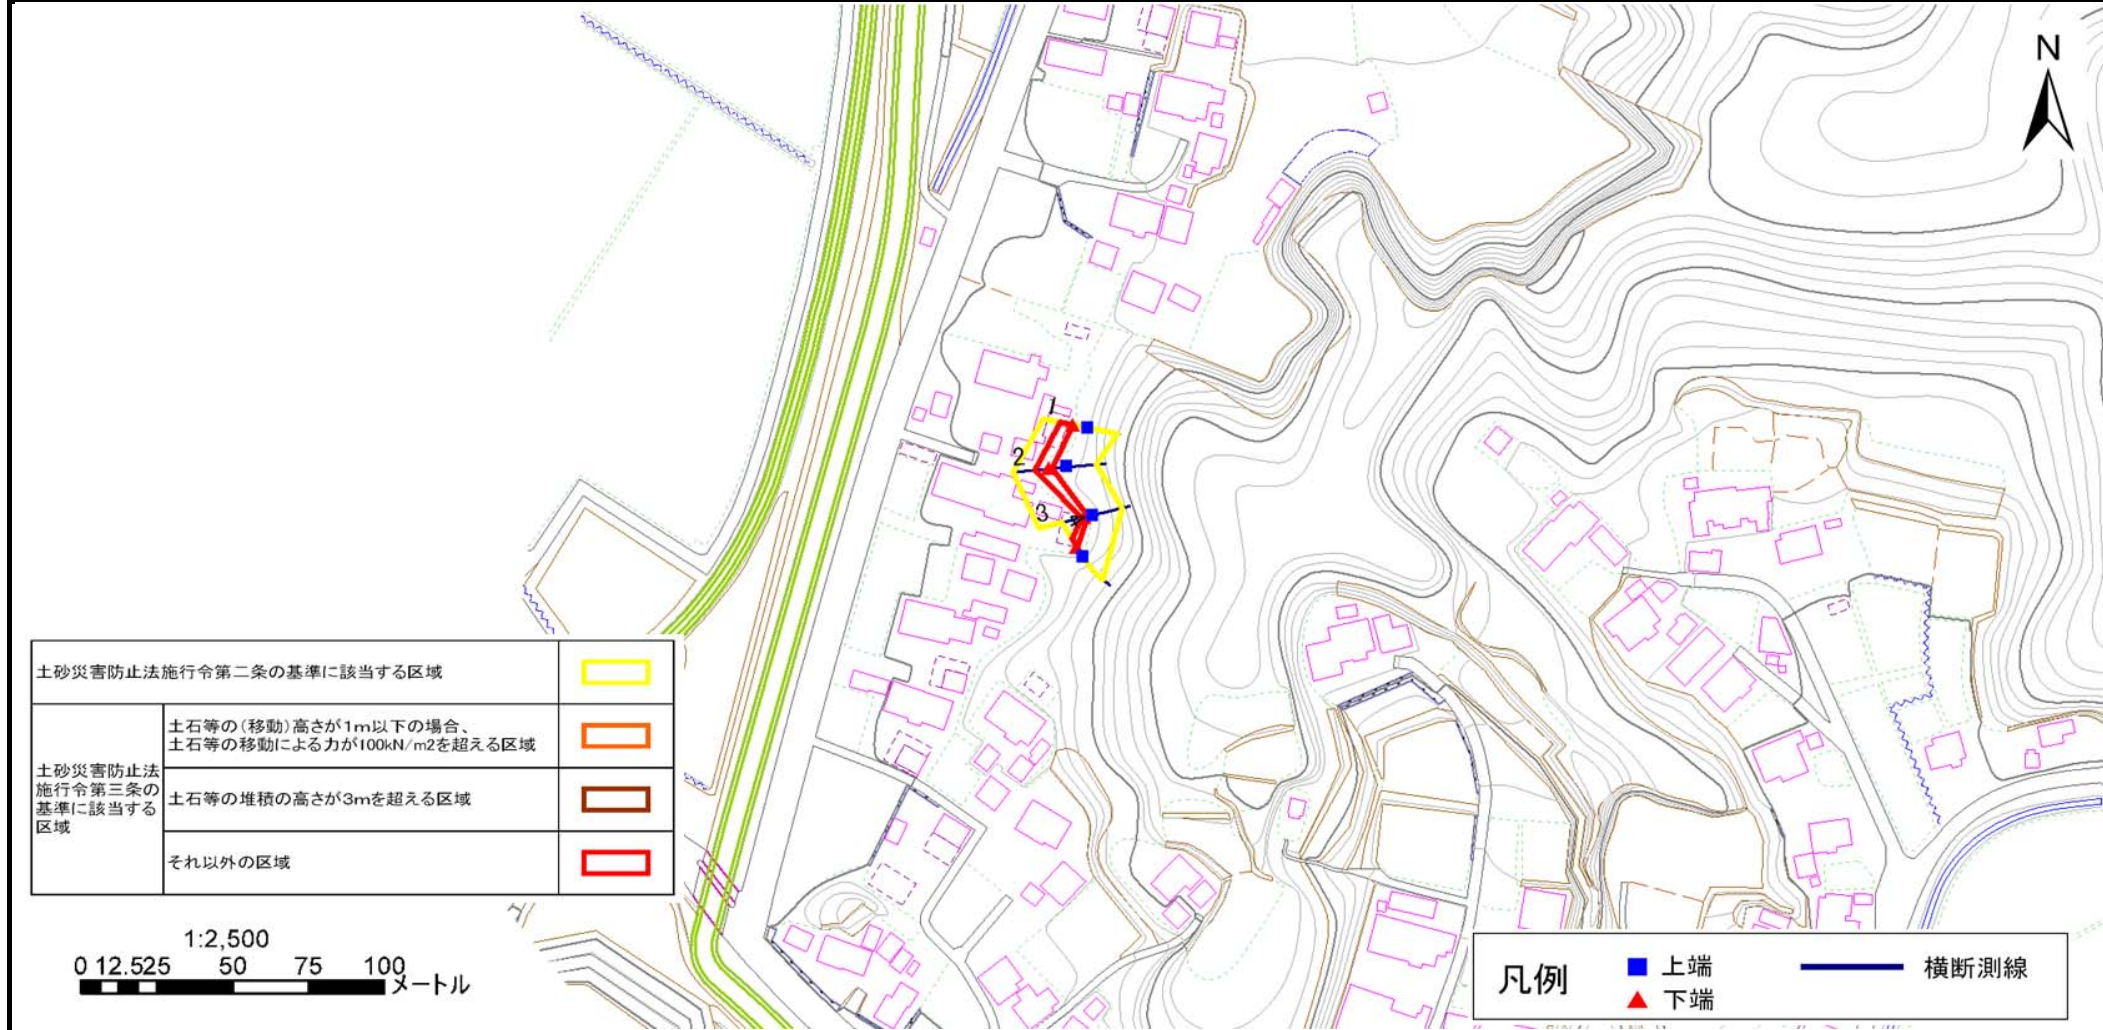 N
1
2
3
土砂災害防止法施行令第二条の基準に該当する区域
土砂災害防止法
施行令第三条の
基準に該当する
区域
土石等の(移動)高さが1m以下の場合、
土石等の移動による力が100kN/m2を超える区域
土石等の堆積の高さが3mを超える区域
それ以外の区域
1:2,500
0 12.525 50 75 100
メートル
凡例
上端
下端
横断測線